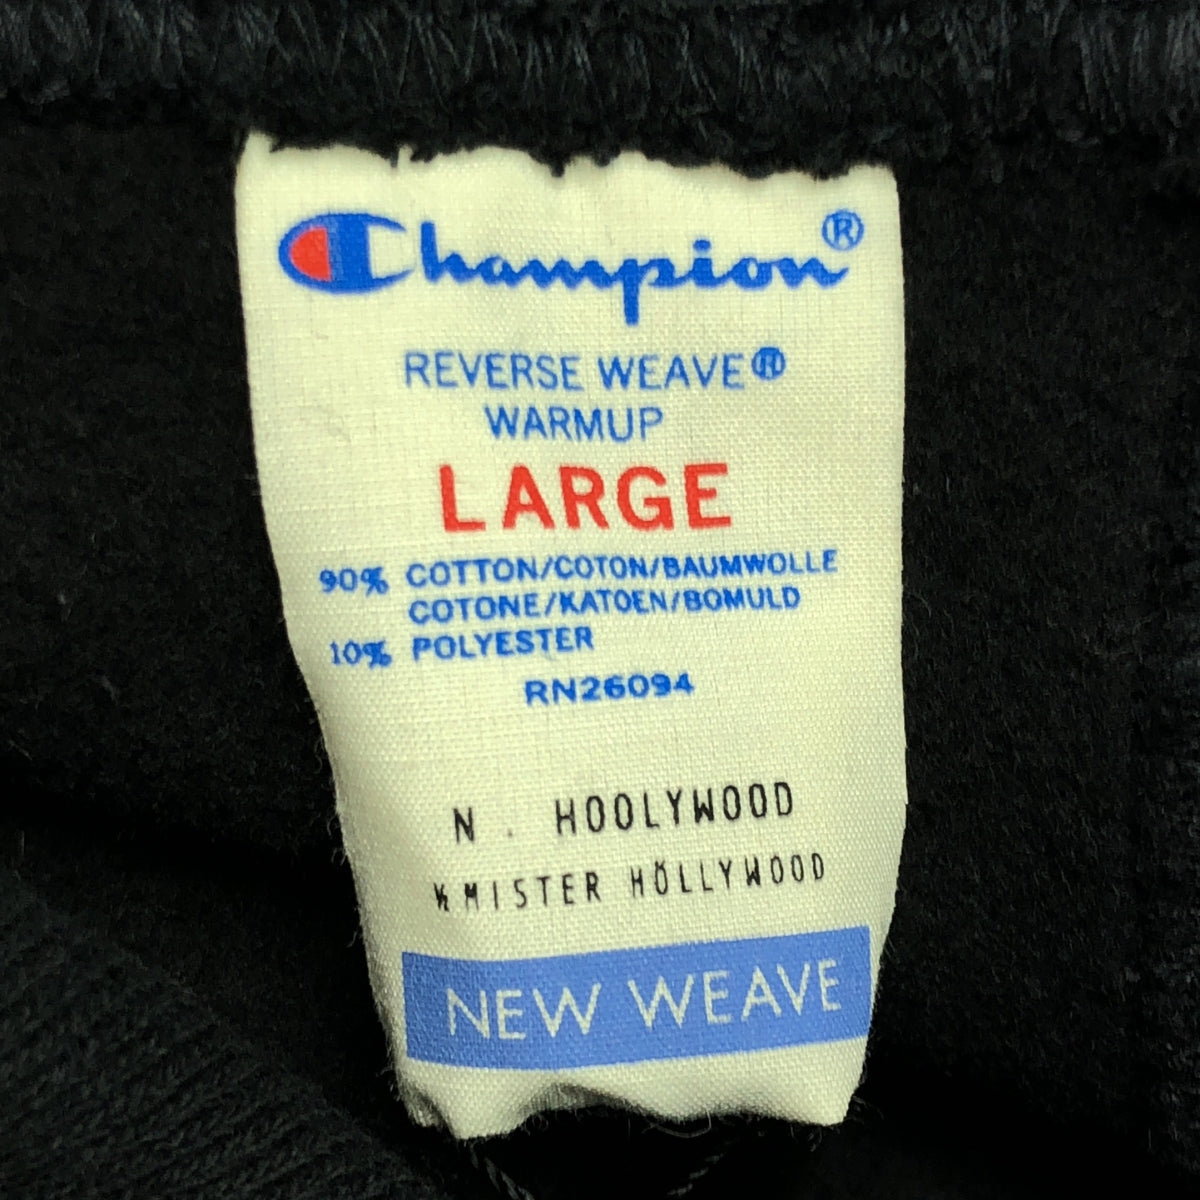 Champion®
REVERSE WEAVE®
WARMUP
LARGE
90% COTTON/COTON/BAUMWOLLE
COTONE/KATOEN/BOMULD
10% POLYESTER
RN26094
N . HOOLYWOOD
MISTER HOLLYWOOD
NEW WEAVE